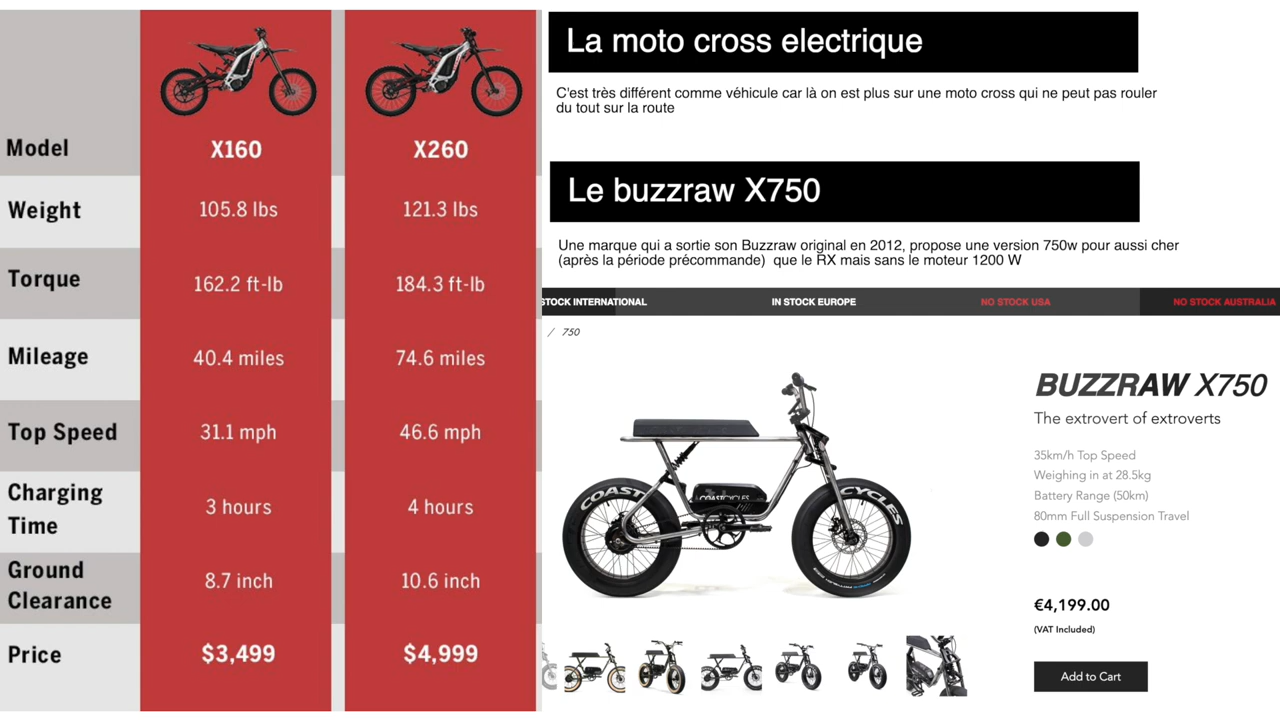 Model X160 X260
Weight 105.8 lbs 121.3 lbs
Torque 162.2 ft-lb 184.3 ft-lb
Mileage 40.4 miles 74.6 miles
Top Speed 31.1 mph 46.6 mph
Charging
Time 3 hours 4 hours
Ground
Clearance 8.7 inch 10.6 inch
Price $3,499 $4,999
La moto cross electrique
C'est très différent comme véhicule car là on est plus sur une moto cross qui ne peut pas rouler
du tout sur la route
Le buzzraw X750
Une marque qui a sortie son Buzzraw original en 2012, propose une version 750w pour aussi cher
(après la période précommande) que le RX mais sans le moteur 1200 W
STOCK INTERNATIONAL IN STOCK EUROPE NO STOCK USA NO STOCK AUSTRALIA
/ 750
BUZZRAW X750
The extrovert of extroverts
35km/h Top Speed
Weighing in at 28.5kg
Battery Range (50km)
80mm Full Suspension Travel
€4,199.00
(VAT Included)
Add to Cart
COAST CYCLES
COASTCYCLES